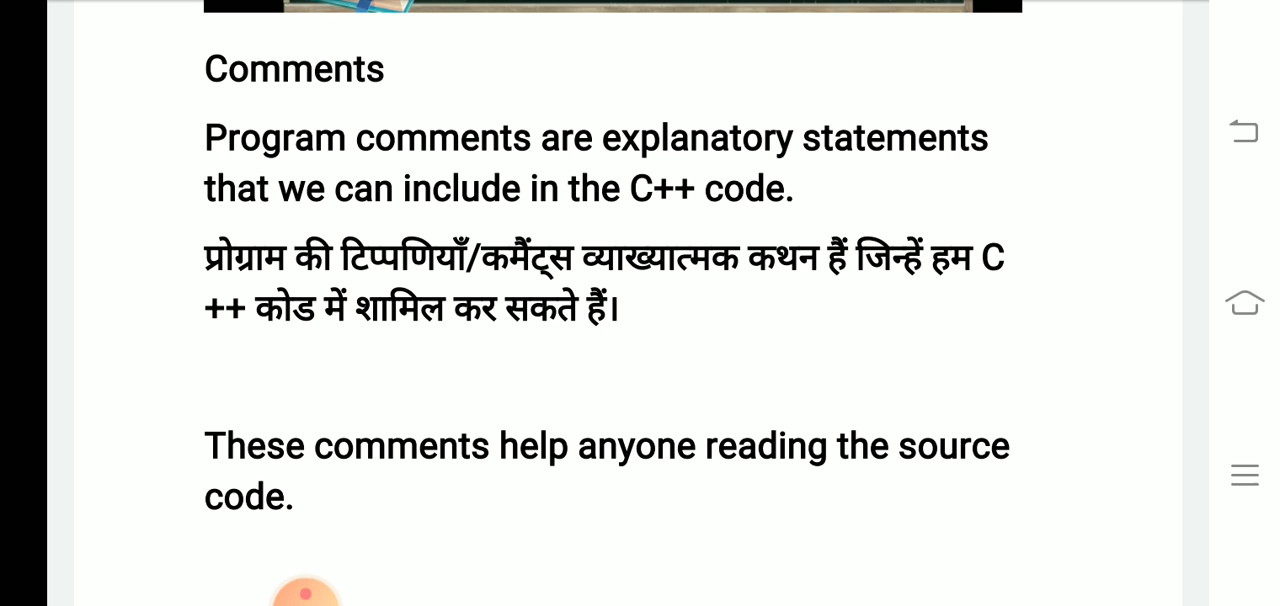 Comments
Program comments are explanatory statements
that we can include in the C++ code.
प्रोग्राम की टिप्पणियाँ/कमैंट्स व्याख्यात्मक कथन हैं जिन्हें हम C
++ कोड में शामिल कर सकते हैं।
These comments help anyone reading the source
code.